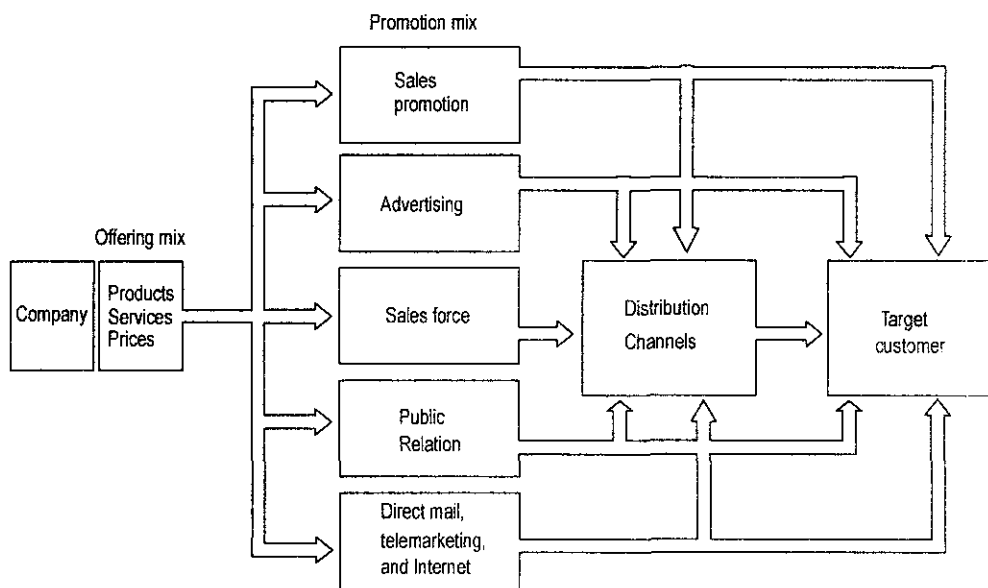 Promotion mix
Sales
promotion
Advertising
Offering mix
Company
Products
Services
Prices
Sales force
Distribution
Channels
Target
customer
Public
Relation
Direct mail,
telemarketing,
and Internet